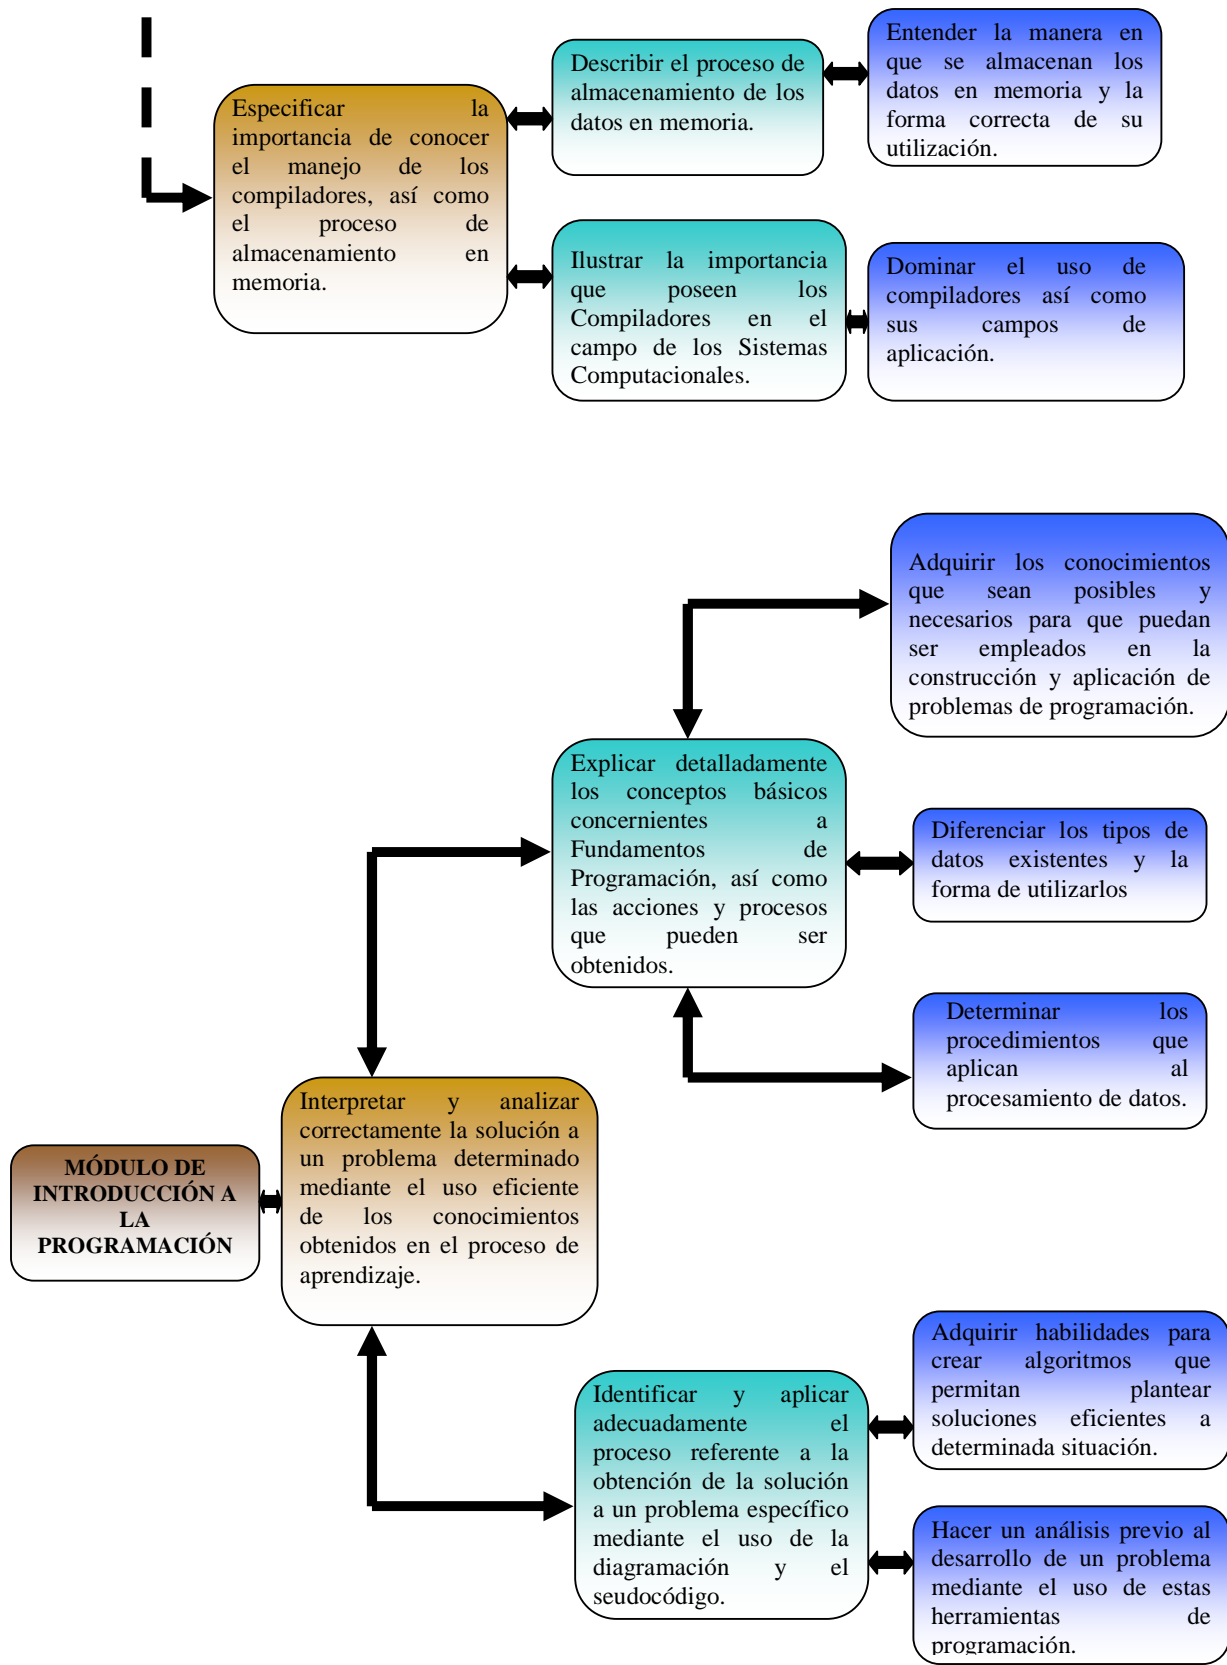 Especificar la
importancia de conocer
el manejo de los
compiladores, así como
el proceso de
almacenamiento en
memoria.
Describir el proceso de
almacenamiento de los
datos en memoria.
Entender la manera en
que se almacenan los
datos en memoria y la
forma correcta de su
utilización.
Ilustrar la importancia
que poseen los
Compiladores en el
campo de los Sistemas
Computacionales.
Dominar el uso de
compiladores así como
sus campos de
aplicación.
MÓDULO DE
INTRODUCCIÓN A
LA
PROGRAMACIÓN
Interpretar y analizar
correctamente la solución a
un problema determinado
mediante el uso eficiente
de los conocimientos
obtenidos en el proceso de
aprendizaje.
Explicar detalladamente
los conceptos básicos
concernientes a
Fundamentos de
Programación, así como
las acciones y procesos
que pueden ser
obtenidos.
Adquirir los conocimientos
que sean posibles y
necesarios para que puedan
ser empleados en la
construcción y aplicación de
problemas de programación.
Diferenciar los tipos de
datos existentes y la
forma de utilizarlos
Determinar los
procedimientos que
aplican al
procesamiento de datos.
Identificar y aplicar
adecuadamente el
proceso referente a la
obtención de la solución
a un problema específico
mediante el uso de la
diagramación y el
seudocódigo.
Adquirir habilidades para
crear algoritmos que
permitan plantear
soluciones eficientes a
determinada situación.
Hacer un análisis previo al
desarrollo de un problema
mediante el uso de estas
herramientas de
programación.